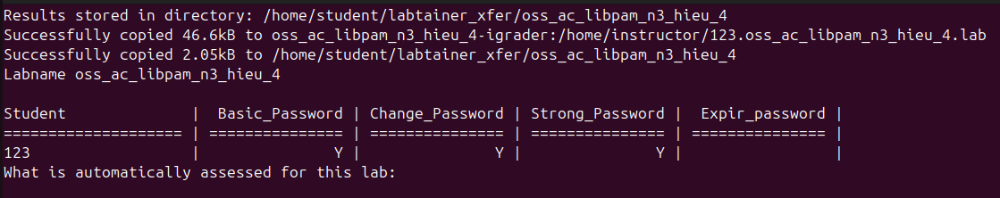 Results stored in directory: /home/student/labtainer_xfer/oss_ac_libpam_n3_hieu_4
Successfully copied 46.6kB to oss_ac_libpam_n3_hieu_4-igrader:/home/instructor/123.oss_ac_libpam_n3_hieu_4.lab
Successfully copied 2.05kB to /home/student/labtainer_xfer/oss_ac_libpam_n3_hieu_4
Labname oss_ac_libpam_n3_hieu_4
Student | Basic_Password | Change_Password | Strong_Password | Expir_password |
==================== | =============== | =============== | =============== | =============== |
123 | Y | Y | Y | |
What is automatically assessed for this lab: